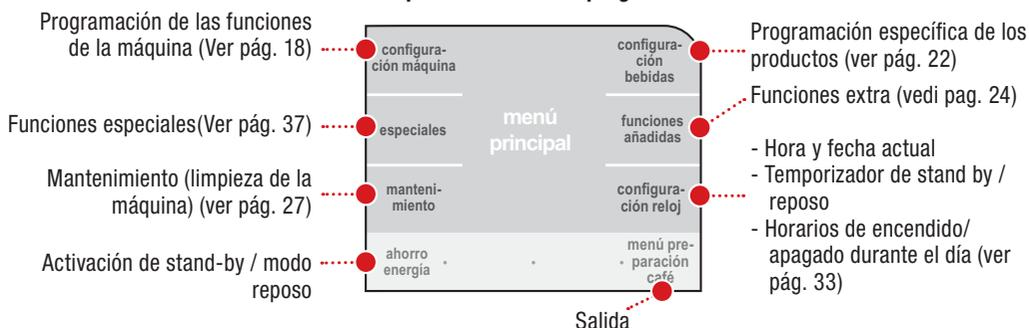 Programación de las funciones
de la máquina (Ver pág. 18)
Funciones especiales(Ver pág. 37)
Mantenimiento (limpieza de la
máquina) (ver pág. 27)
Activación de stand-by / modo
reposo
configura-
ción máquina
especiales
manteni-
miento
ahorro
energía
menú
principal
configura-
ción
bebidas
funciones
añadidas
configura-
ción reloj
menú pre-
paración
café
Salida
Programación específica de los
productos (ver pág. 22)
Funciones extra (vedi pag. 24)
- Hora y fecha actual
- Temporizador de stand by /
reposo
- Horarios de encendido/
apagado durante el día (ver
pág. 33)